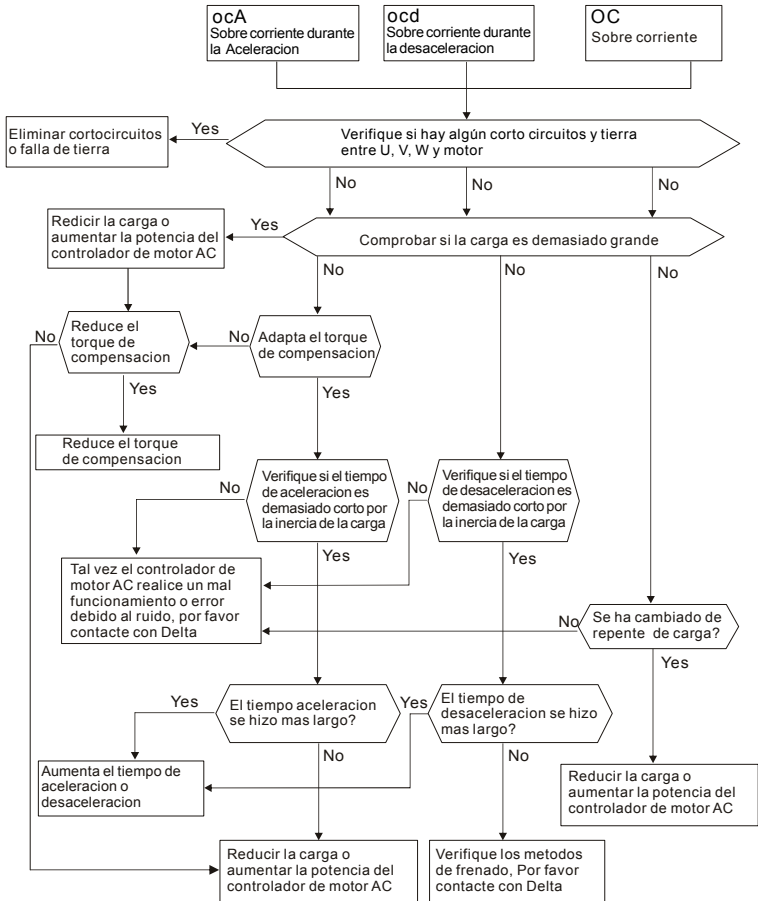 ocA
Sobre corriente durante
la Aceleracion
ocd
Sobre corriente durante
la desaceleracion
OC
Sobre corriente
Eliminar cortocircuitos
o falla de tierra
Yes
Verifique si hay algún corto circuitos y tierra
entre U, V, W y motor
No
No
No
Redicir la carga o
aumentar la potencia del
controlador de motor AC
Yes
Comprobar si la carga es demasiado grande
No
No
No
No
Reduce el
torque de
compensacion
No
Adapta el torque
de compensacion
Yes
Yes
Reduce el torque
de compensacion
No
Verifique si el tiempo
de aceleracion es
demasiado corto por
la inercia de la carga
No
Verifique si el tiempo
de desaceleracion es
demasiado corto por
la inercia de la carga
Yes
Yes
Tal vez el controlador de
motor AC realice un mal
funcionamiento o error
debido al ruido, por favor
contacte con Delta
No
Se ha cambiado de
repente de carga?
Yes
Yes
El tiempo aceleracion
se hizo mas largo?
Yes
El tiempo de
desaceleracion se hizo
mas largo?
No
No
Aumenta el tiempo de
aceleracion o
desaceleracion
Reducir la carga o
aumentar la potencia del
controlador de motor AC
Reducir la carga o
aumentar la potencia del
controlador de motor AC
Verifique los metodos
de frenado, Por favor
contacte con Delta